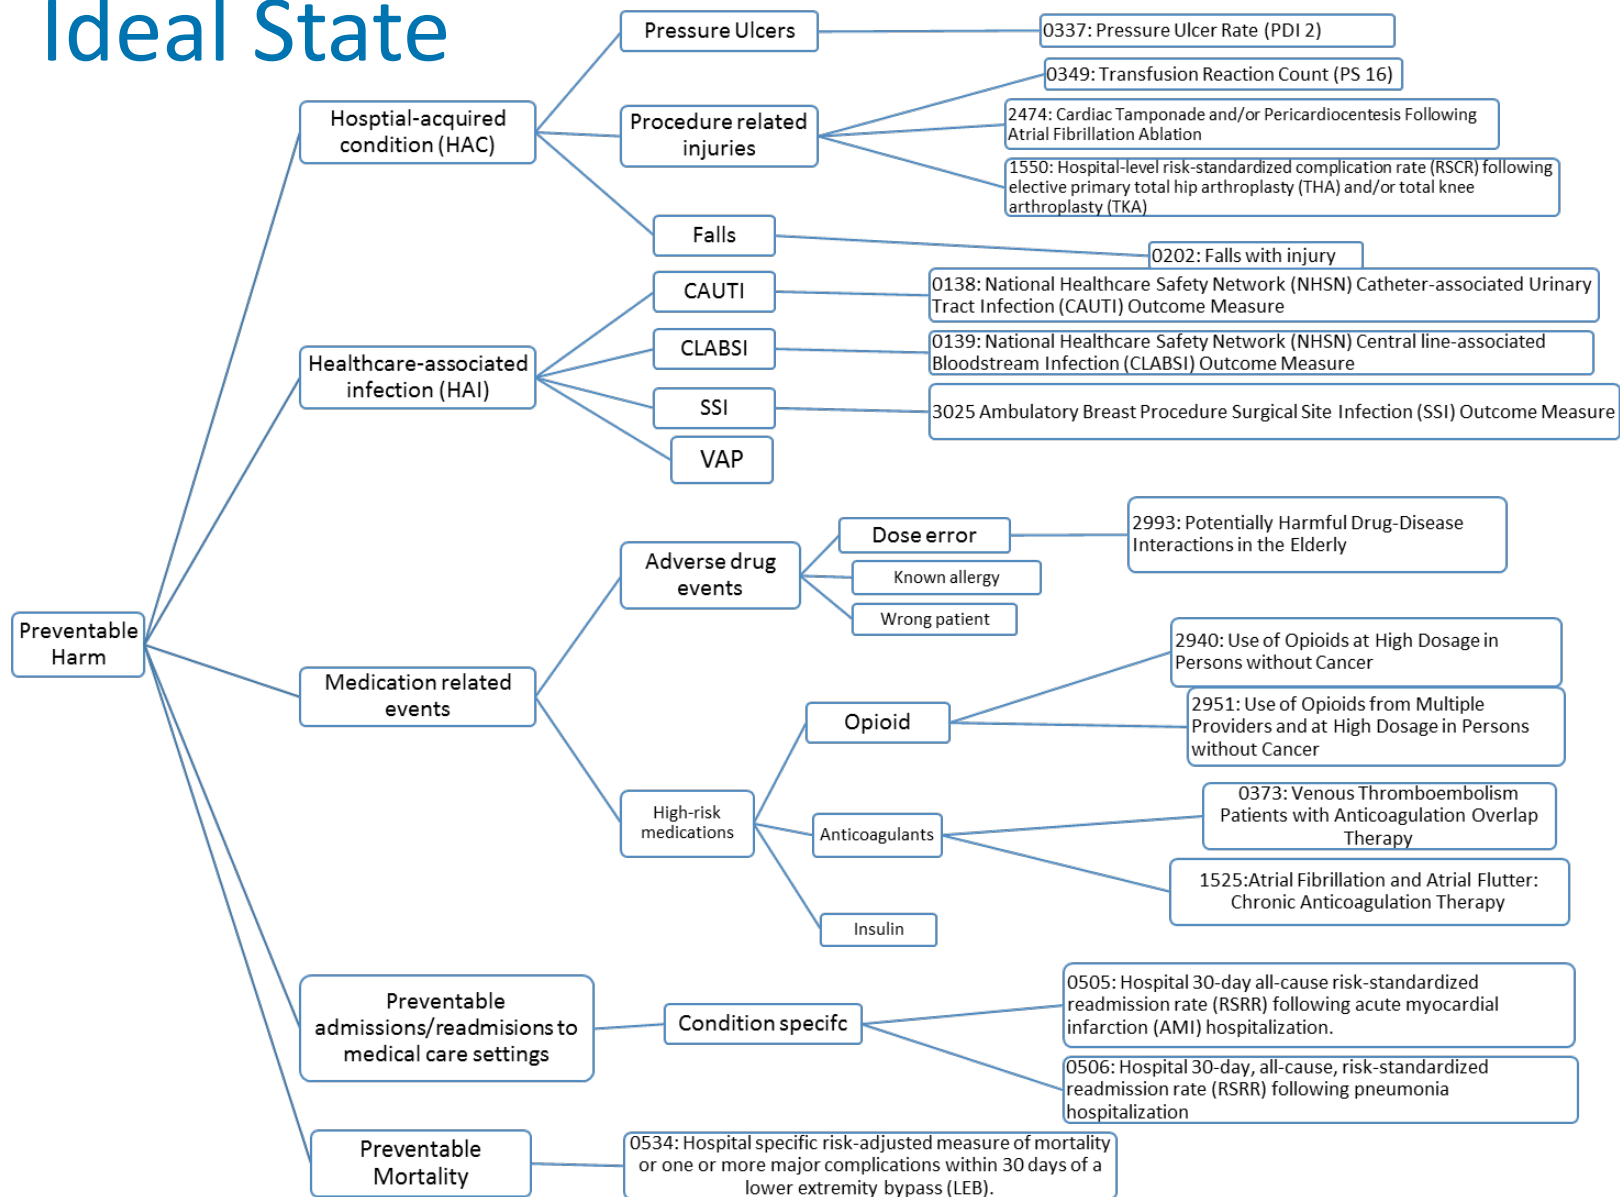 Ideal State
Pressure Ulcers
0337: Pressure Ulcer Rate (PDI 2)
0349: Transfusion Reaction Count (PS 16)
Hosptial-acquired
condition (HAC)
Procedure related
injuries
2474: Cardiac Tamponade and/or Pericardiocentesis Following
Atrial Fibrillation Ablation
1550: Hospital-level risk-standardized complication rate (RSCR) following
elective primary total hip arthroplasty (THA) and/or total knee
arthroplasty (TKA)
Falls
0202: Falls with injury
CAUTI
0138: National Healthcare Safety Network (NHSN) Catheter-associated Urinary
Tract Infection (CAUTI) Outcome Measure
Healthcare-associated
infection (HAI)
CLABSI
0139: National Healthcare Safety Network (NHSN) Central line-associated
Bloodstream Infection (CLABSI) Outcome Measure
SSI
3025 Ambulatory Breast Procedure Surgical Site Infection (SSI) Outcome Measure
VAP
Preventable
Harm
Medication related
events
Adverse drug
events
Dose error
2993: Potentially Harmful Drug-Disease
Interactions in the Elderly
Known allergy
Wrong patient
High-risk
medications
Opioid
2940: Use of Opioids at High Dosage in
Persons without Cancer
2951: Use of Opioids from Multiple
Providers and at High Dosage in Persons
without Cancer
Anticoagulants
0373: Venous Thromboembolism
Patients with Anticoagulation Overlap
Therapy
1525:Atrial Fibrillation and Atrial Flutter:
Chronic Anticoagulation Therapy
Insulin
Preventable
admissions/readmisions to
medical care settings
Condition specifc
0505: Hospital 30-day all-cause risk-standardized
readmission rate (RSRR) following acute myocardial
infarction (AMI) hospitalization.
0506: Hospital 30-day, all-cause, risk-standardized
readmission rate (RSRR) following pneumonia
hospitalization
Preventable
Mortality
0534: Hospital specific risk-adjusted measure of mortality
or one or more major complications within 30 days of a
lower extremity bypass (LEB).